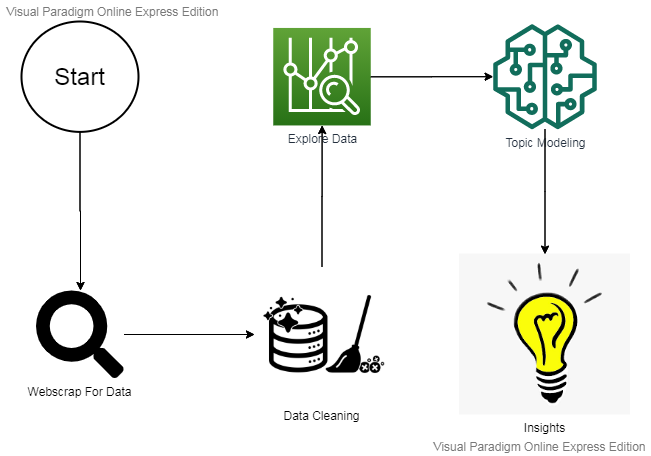 Visual Paradigm Online Express Edition
Start
Explore Data
Topic Modeling
Webscrap For Data
Data Cleaning
Insights
Visual Paradigm Online Express Edition